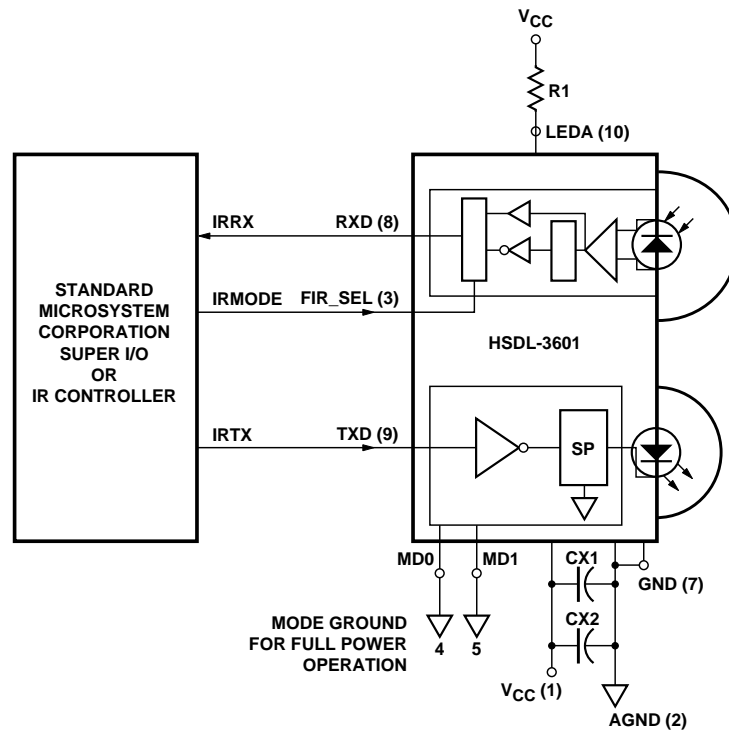 VCC
R1
LEDA (10)
IRRX
RXD (8)
STANDARD
MICROSYSTEM
CORPORATION
SUPER I/O
OR
IR CONTROLLER
IRMODE
FIR_SEL (3)
HSDL-3601
IRTX
TXD (9)
SP
MD0
MD1
CX1
GND (7)
MODE GROUND
FOR FULL POWER
OPERATION
4
5
CX2
VCC (1)
AGND (2)